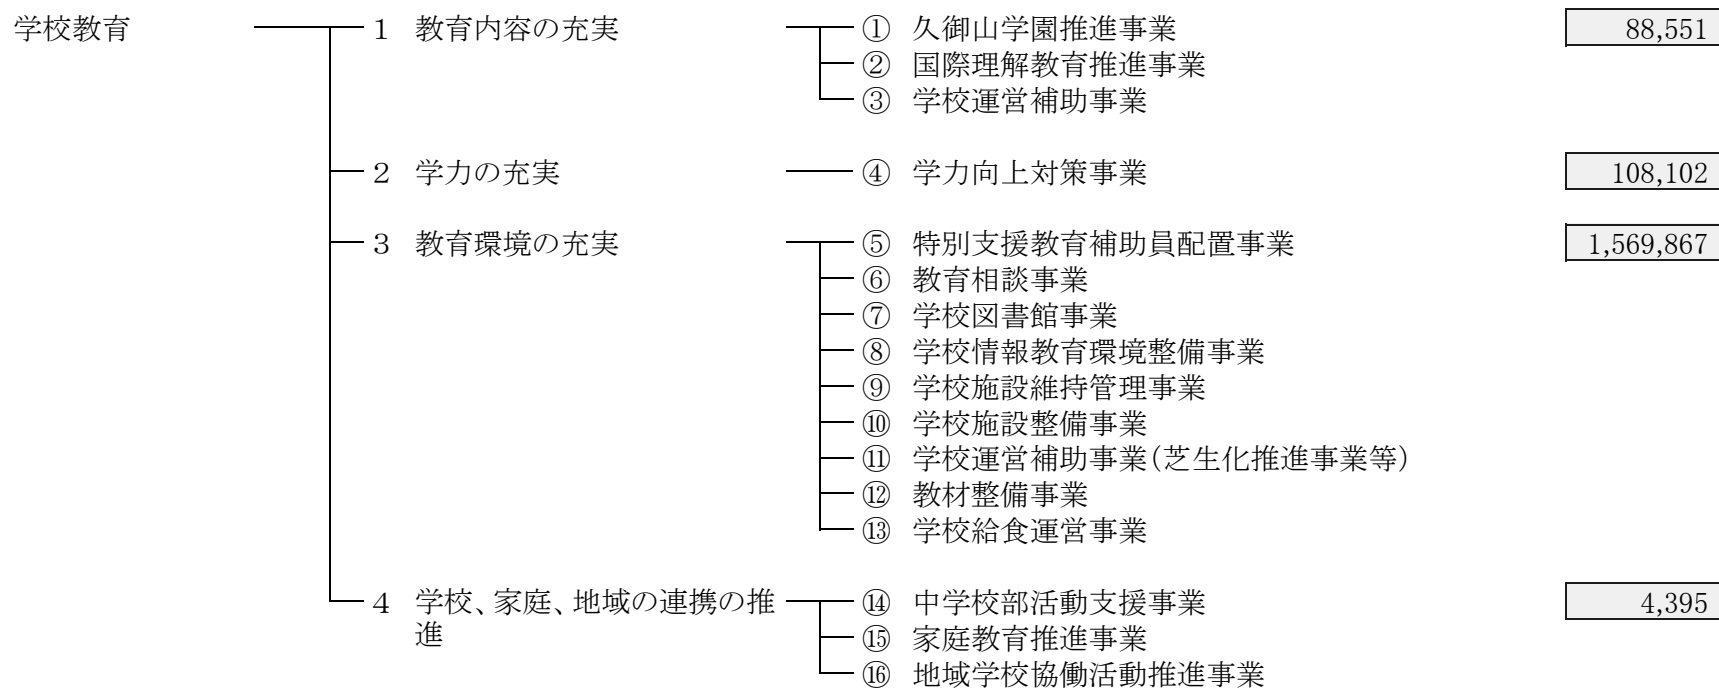 学校教育 1 教育内容の充実 ① 久御山学園推進事業 88,551
② 国際理解教育推進事業
③ 学校運営補助事業
2 学力の充実 ④ 学力向上対策事業 108,102
3 教育環境の充実 ⑤ 特別支援教育補助員配置事業 1,569,867
⑥ 教育相談事業
⑦ 学校図書館事業
⑧ 学校情報教育環境整備事業
⑨ 学校施設維持管理事業
⑩ 学校施設整備事業
⑪ 学校運営補助事業(芝生化推進事業等)
⑫ 教材整備事業
⑬ 学校給食運営事業
4 学校、家庭、地域の連携の推 ⑭ 中学校部活動支援事業 4,395
進 ⑮ 家庭教育推進事業
⑯ 地域学校協働活動推進事業